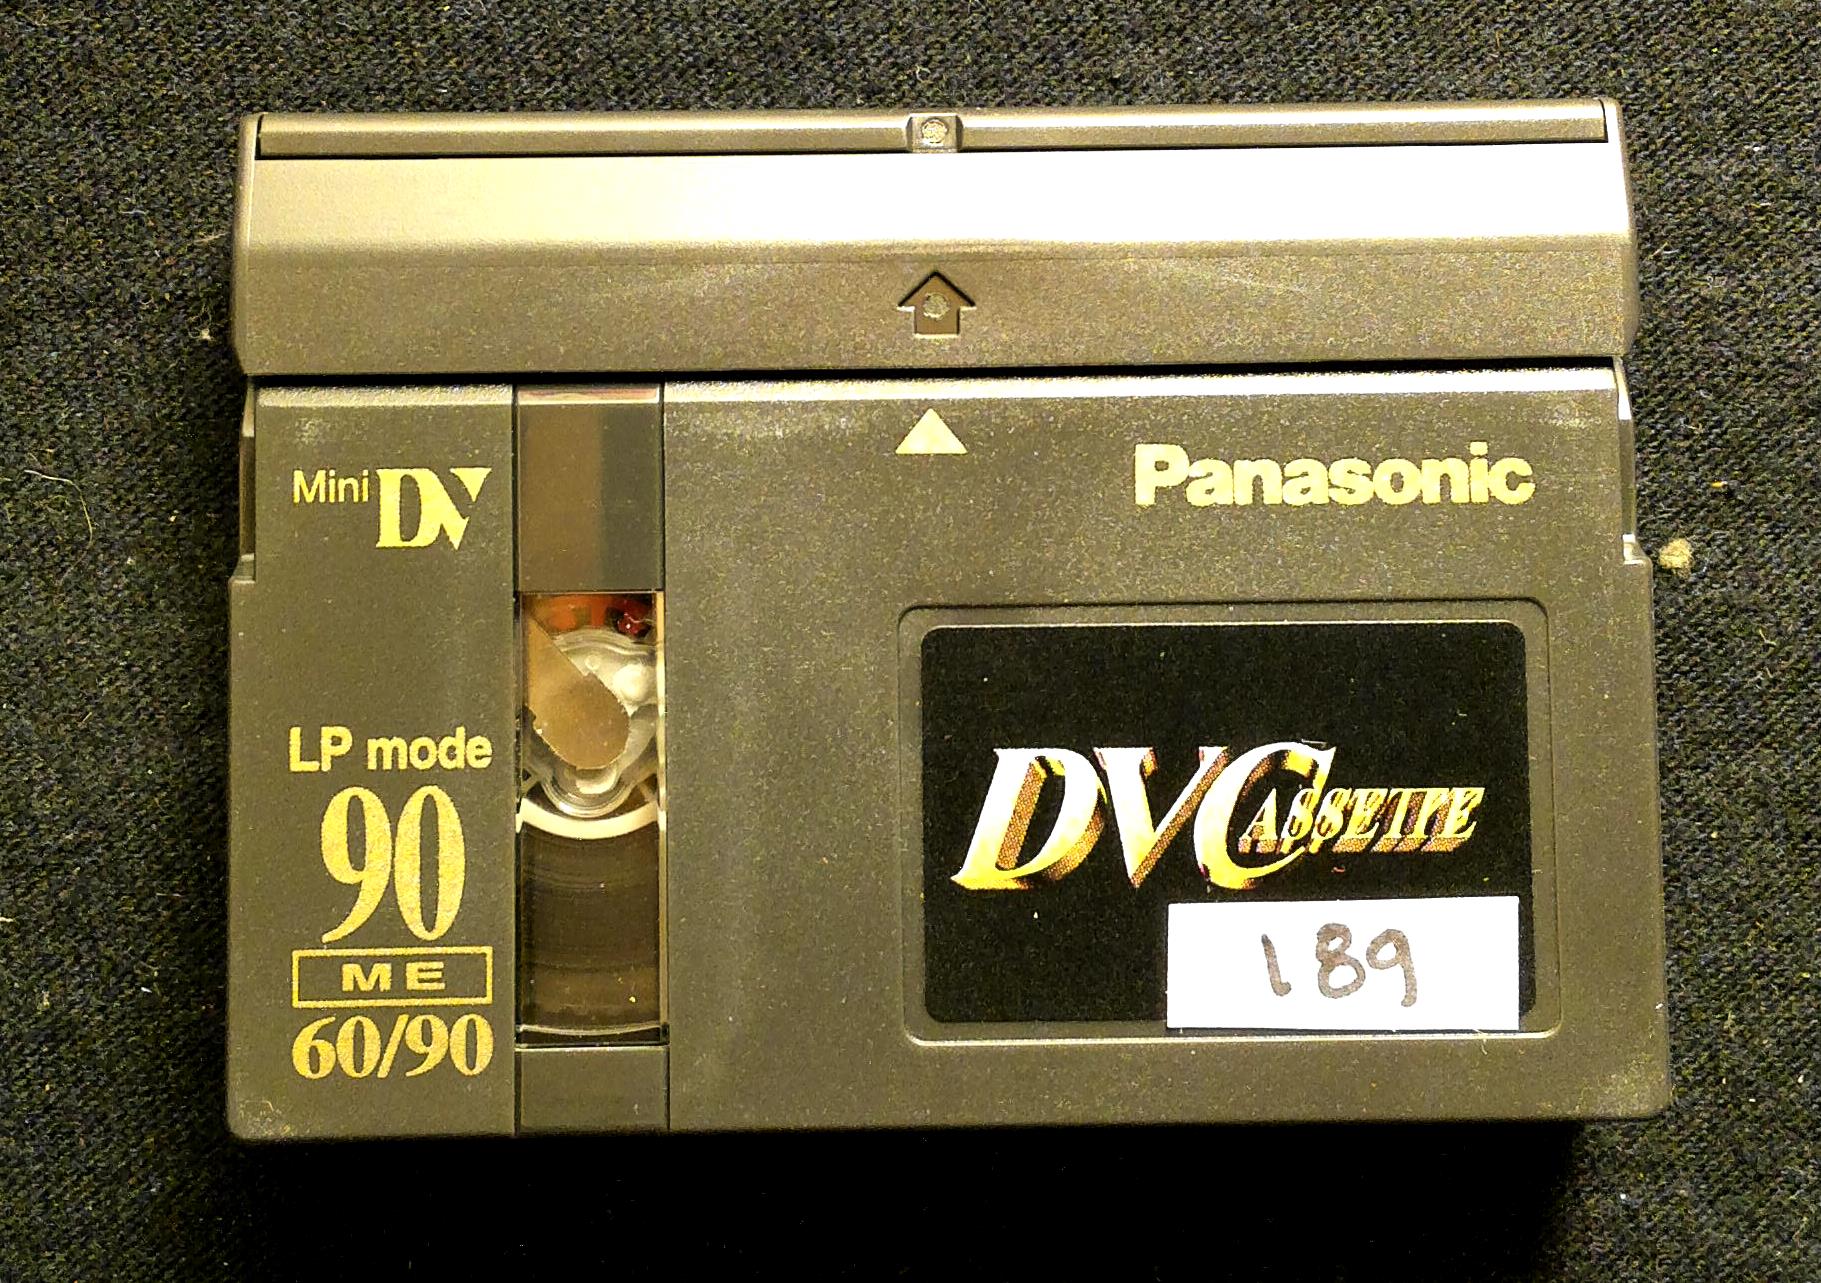 Mini DV
Panasonic
LP mode
90
ME
60/90
DVCASSETTE
189